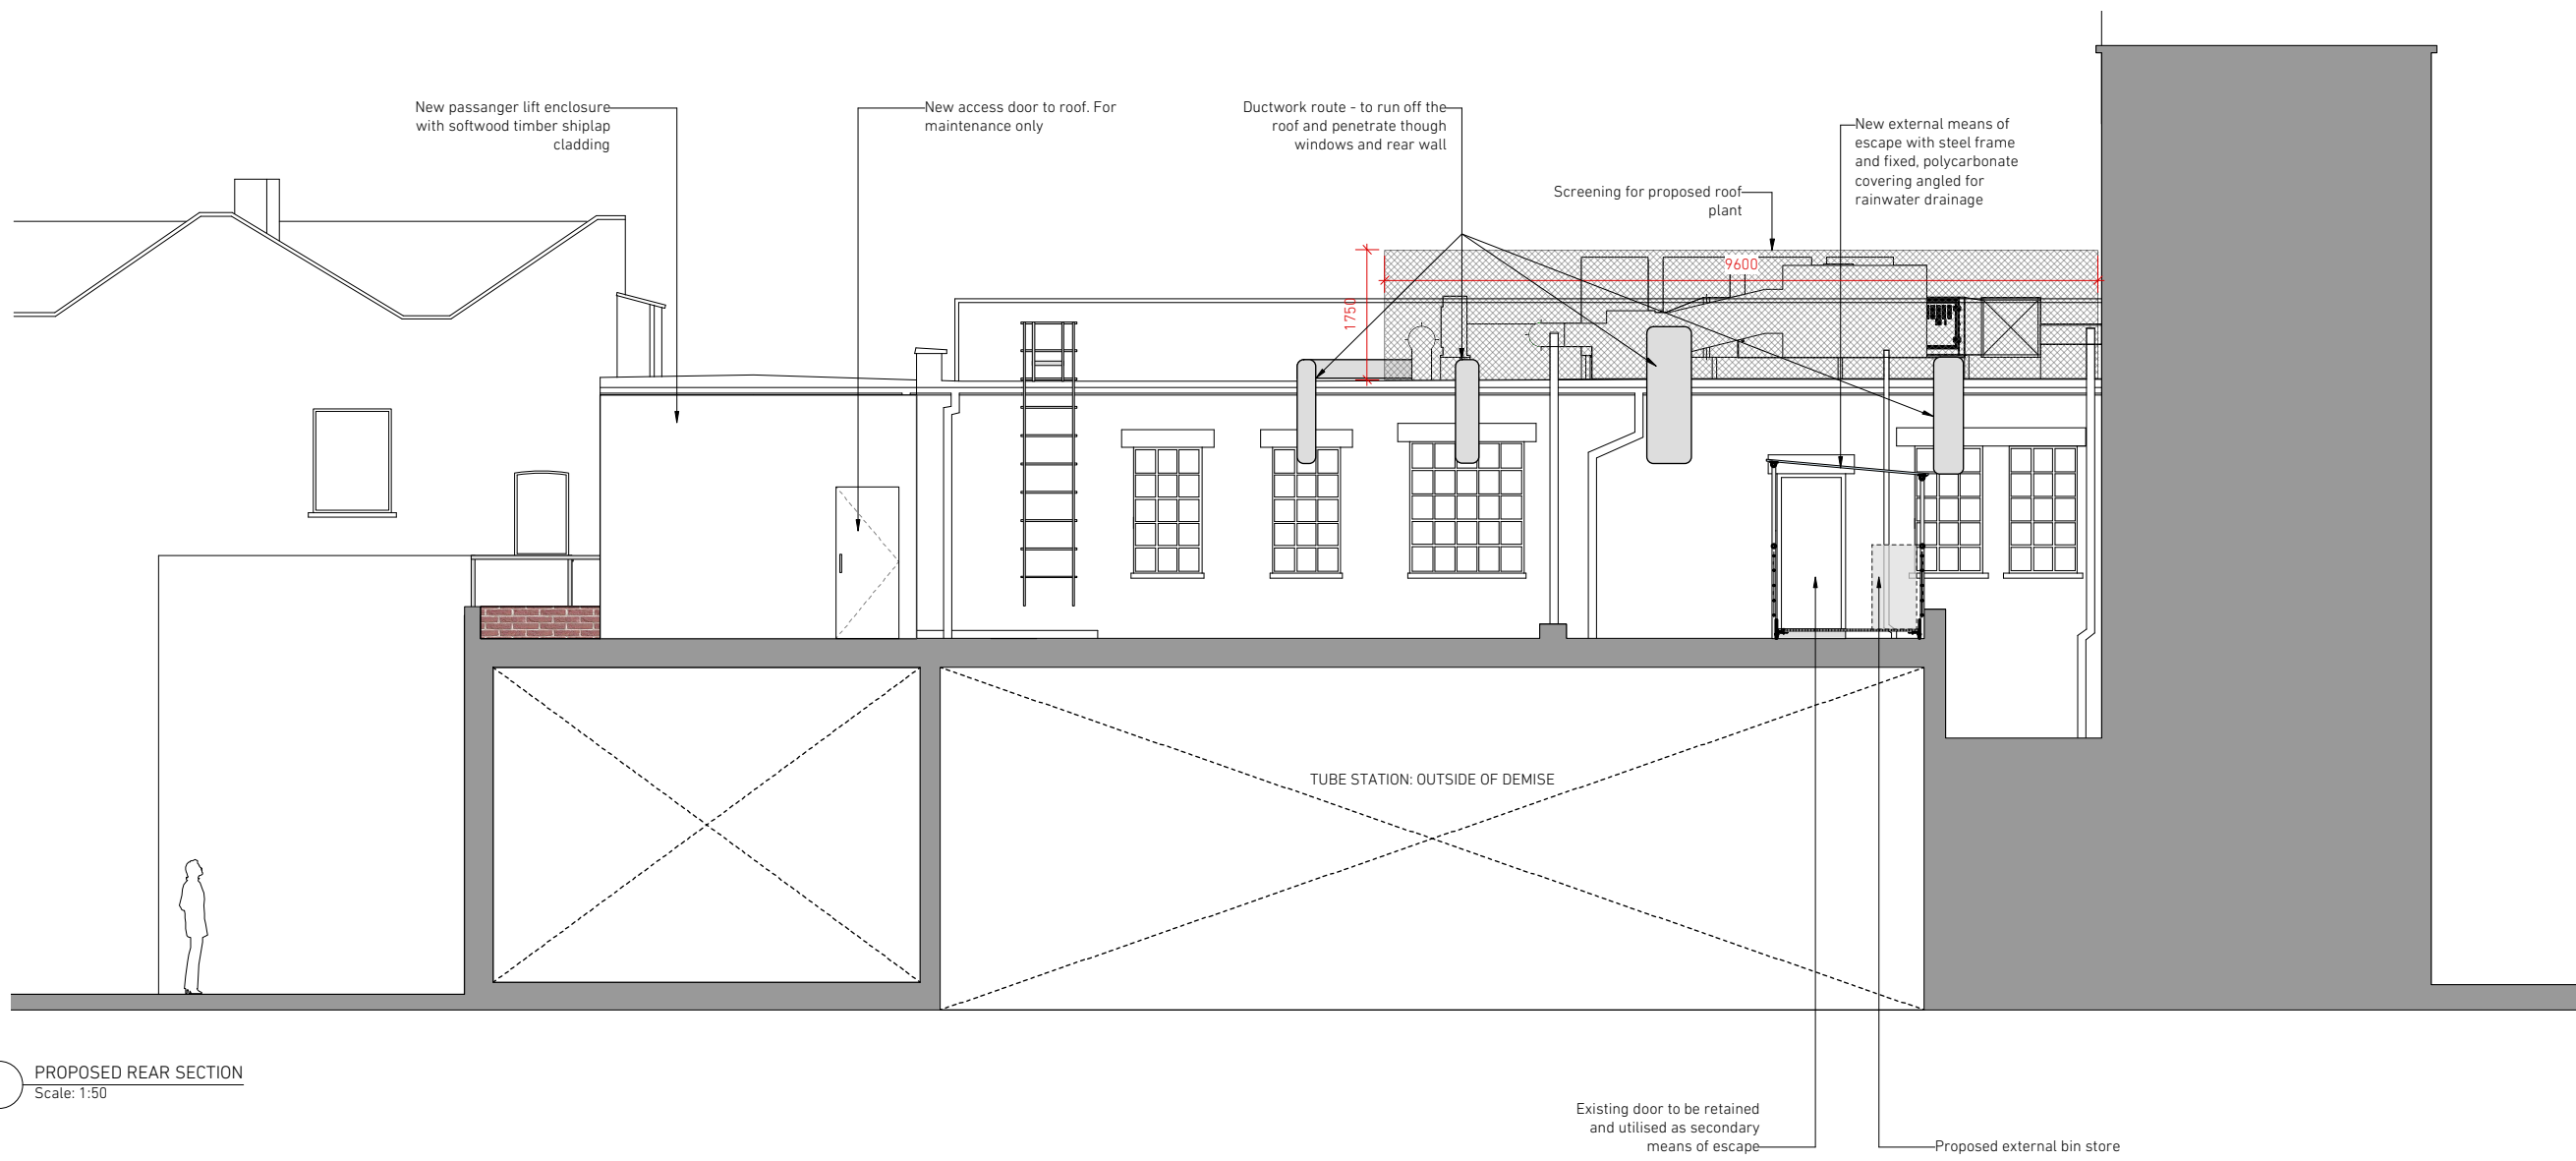 New passanger lift enclosure
with softwood timber shiplap
cladding
New access door to roof. For
maintenance only
Ductwork route - to run off the
roof and penetrate though
windows and rear wall
New external means of
escape with steel frame
and fixed, polycarbonate
covering angled for
rainwater drainage
Screening for proposed roof
plant
9600
1750
TUBE STATION: OUTSIDE OF DEMISE
PROPOSED REAR SECTION
Scale: 1:50
Existing door to be retained
and utilised as secondary
means of escape
Proposed external bin store